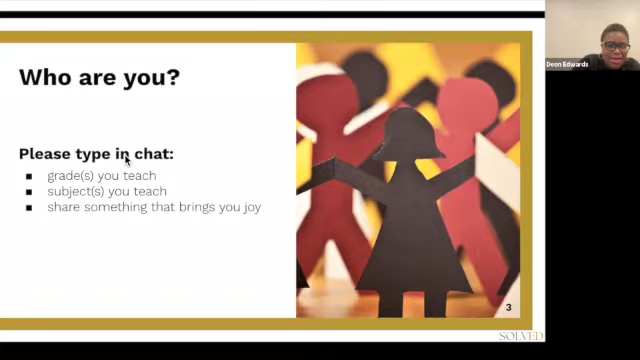 Who are you?
Deon Edwards
Please type in chat:
grade(s) you teach
subject(s) you teach
share something that brings you joy
3
SOLVED